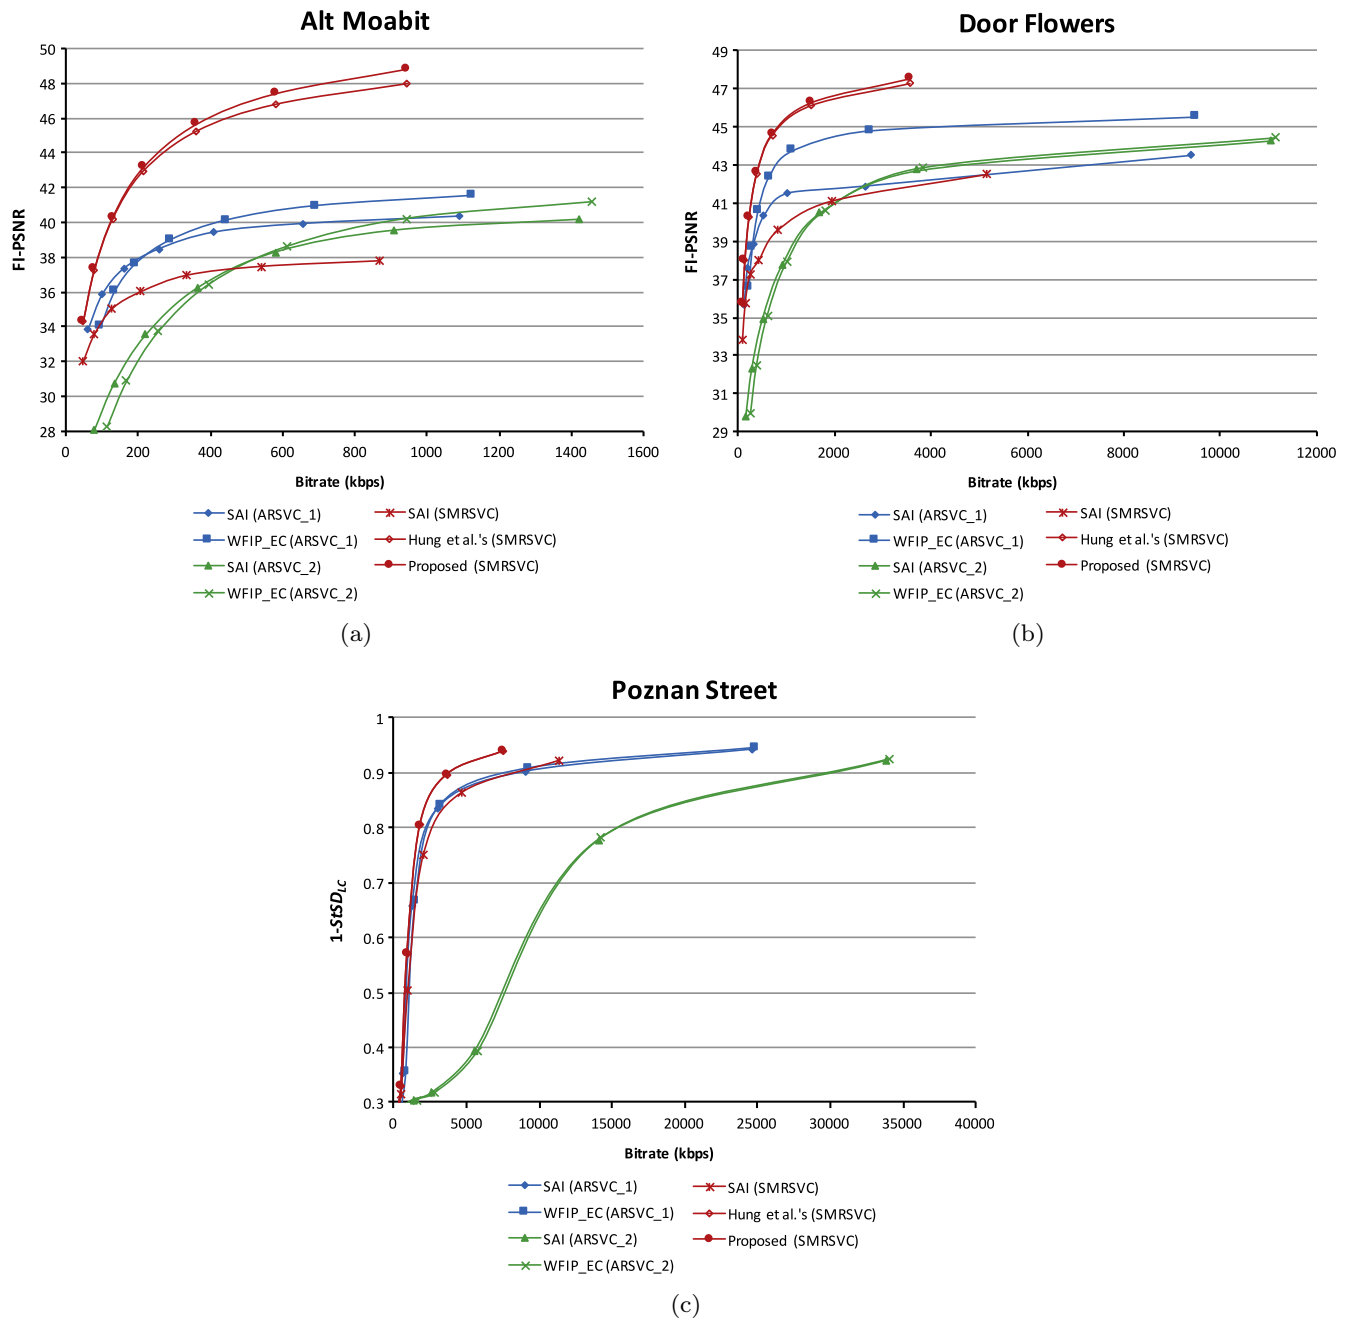 Alt Moabit
50
48
46
44
42
40
38
36
34
32
30
28
FI-PSNR
0 200 400 600 800 1000 1200 1400 1600
Bitrate (kbps)
SAI (ARSVC_1)
WFIP_EC (ARSVC_1)
SAI (ARSVC_2)
WFIP_EC (ARSVC_2)
SAI (SMRSVC)
Hung et al.'s (SMRSVC)
Proposed (SMRSVC)
(a)
Door Flowers
49
47
45
43
41
39
37
35
33
31
29
FI-PSNR
0 2000 4000 6000 8000 10000 12000
Bitrate (kbps)
SAI (ARSVC_1)
WFIP_EC (ARSVC_1)
SAI (ARSVC_2)
WFIP_EC (ARSVC_2)
SAI (SMRSVC)
Hung et al.'s (SMRSVC)
Proposed (SMRSVC)
(b)
Poznan Street
1
0.9
0.8
0.7
0.6
0.5
0.4
0.3
1-StSD_LC
0 5000 10000 15000 20000 25000 30000 35000 40000
Bitrate (kbps)
SAI (ARSVC_1)
WFIP_EC (ARSVC_1)
SAI (ARSVC_2)
WFIP_EC (ARSVC_2)
SAI (SMRSVC)
Hung et al.'s (SMRSVC)
Proposed (SMRSVC)
(c)